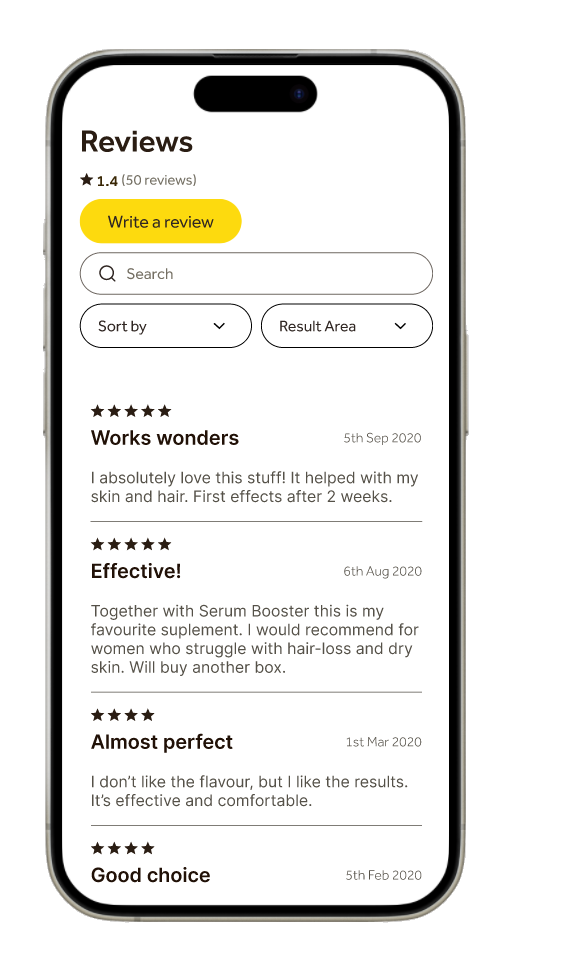 Reviews
1.4 (50 reviews)
Write a review
Search
Sort by
Result Area
Works wonders
5th Sep 2020
I absolutely love this stuff! It helped with my
skin and hair. First effects after 2 weeks.
Effective!
6th Aug 2020
Together with Serum Booster this is my
favourite suplement. I would recommend for
women who struggle with hair-loss and dry
skin. Will buy another box.
Almost perfect
1st Mar 2020
I don’t like the flavour, but I like the results.
It’s effective and comfortable.
Good choice
5th Feb 2020